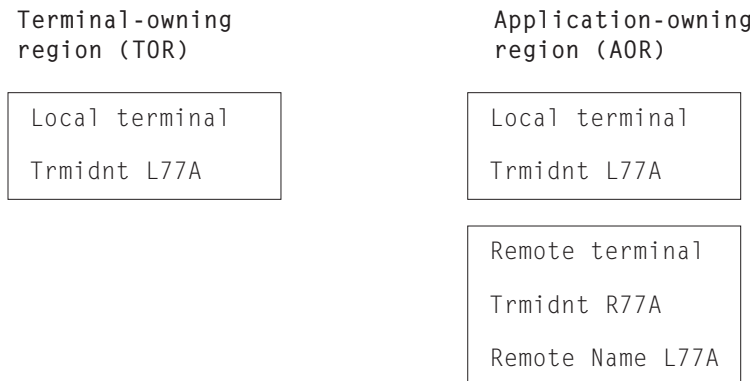 Terminal-owning
region (TOR)
Local terminal
Trmidnt L77A
Application-owning
region (AOR)
Local terminal
Trmidnt L77A
Remote terminal
Trmidnt R77A
Remote Name L77A